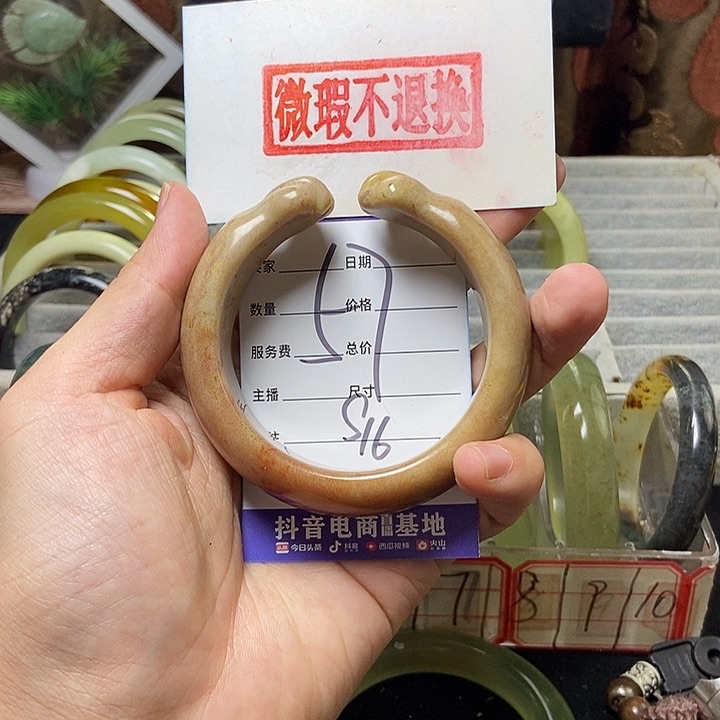 微瑕不退换
家 日期
数量 价格
服务费 总价
主播 尺寸
516
抖音电商 基地
今日头条 抖音 西瓜视频 火山
7 8 9 10